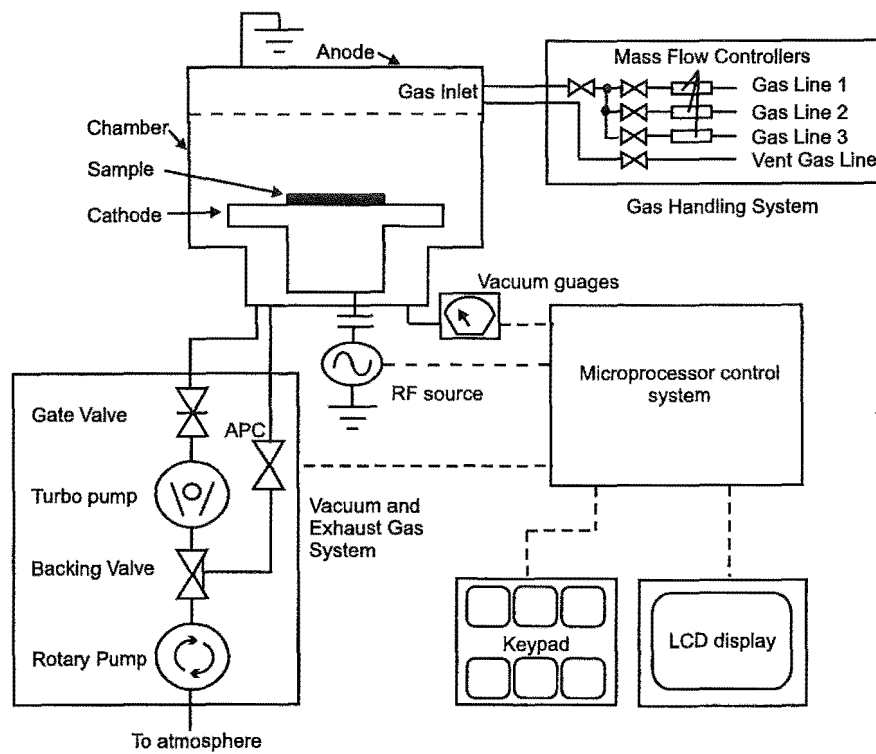 Anode
Mass Flow Controllers
Gas Inlet
Gas Line 1
Gas Line 2
Gas Line 3
Vent Gas Line
Chamber
Sample
Cathode
Gas Handling System
Vacuum guages
RF source
Microprocessor control
system
Gate Valve
APC
Turbo pump
Vacuum and
Exhaust Gas
System
Backing Valve
Rotary Pump
Keypad
LCD display
To atmosphere